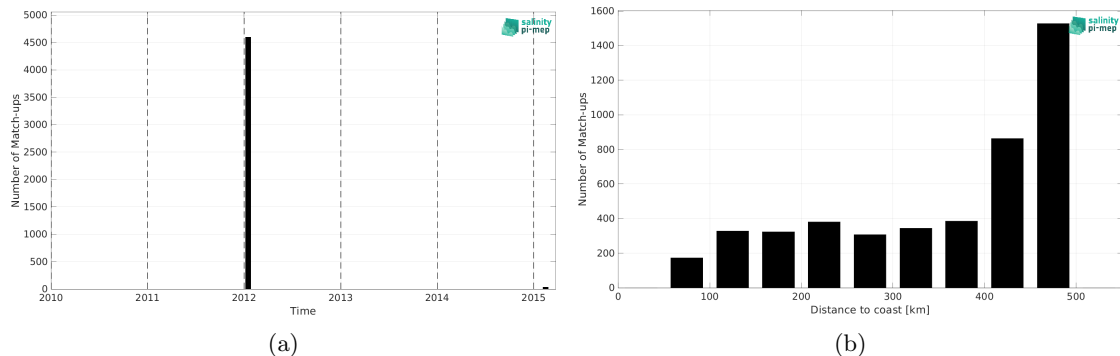 5000
4500
4000
3500
3000
2500
2000
1500
1000
500
0
Number of Match-ups
2010 2011 2012 2013 2014 2015
Time
salinity
pi-mep
(a)
1600
1400
1200
1000
800
600
400
200
0
Number of Match-ups
0 100 200 300 400 500
Distance to coast [km]
salinity
pi-mep
(b)